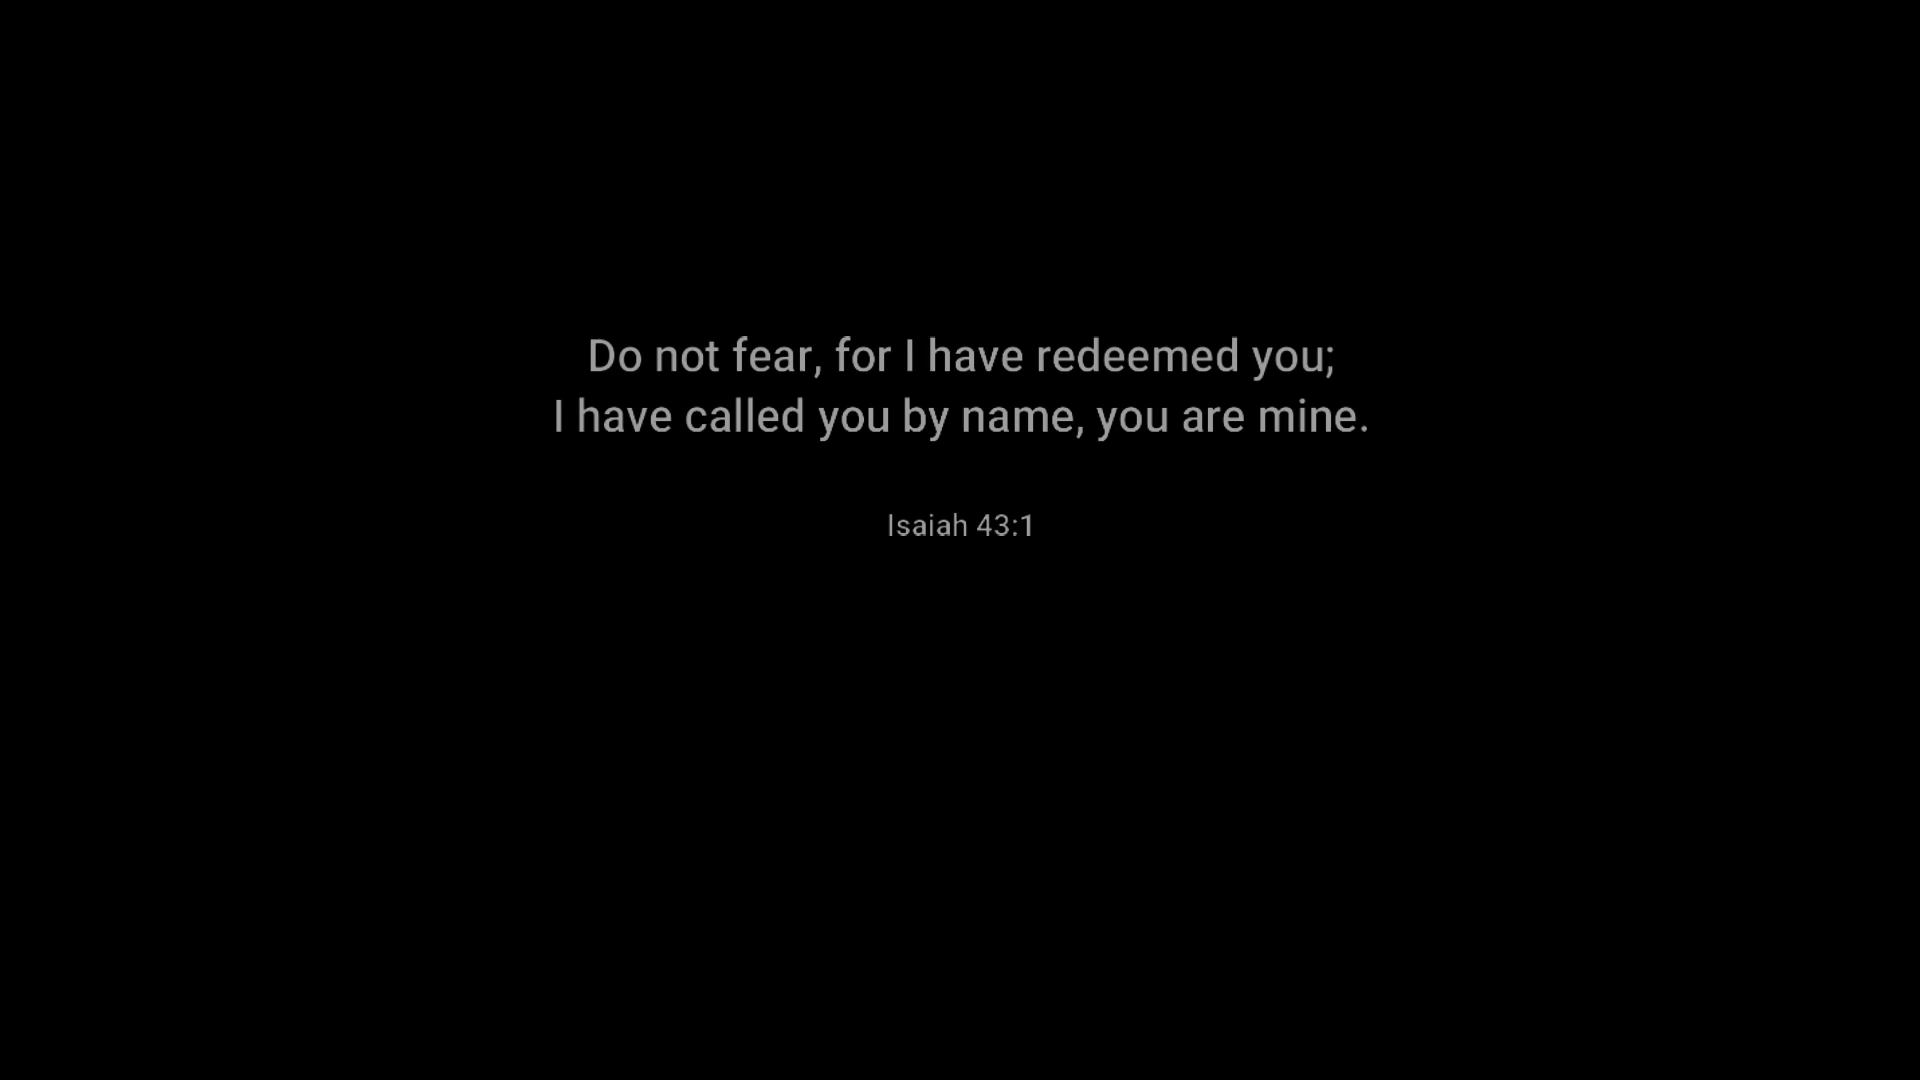 Do not fear, for I have redeemed you;
I have called you by name, you are mine.
Isaiah 43:1